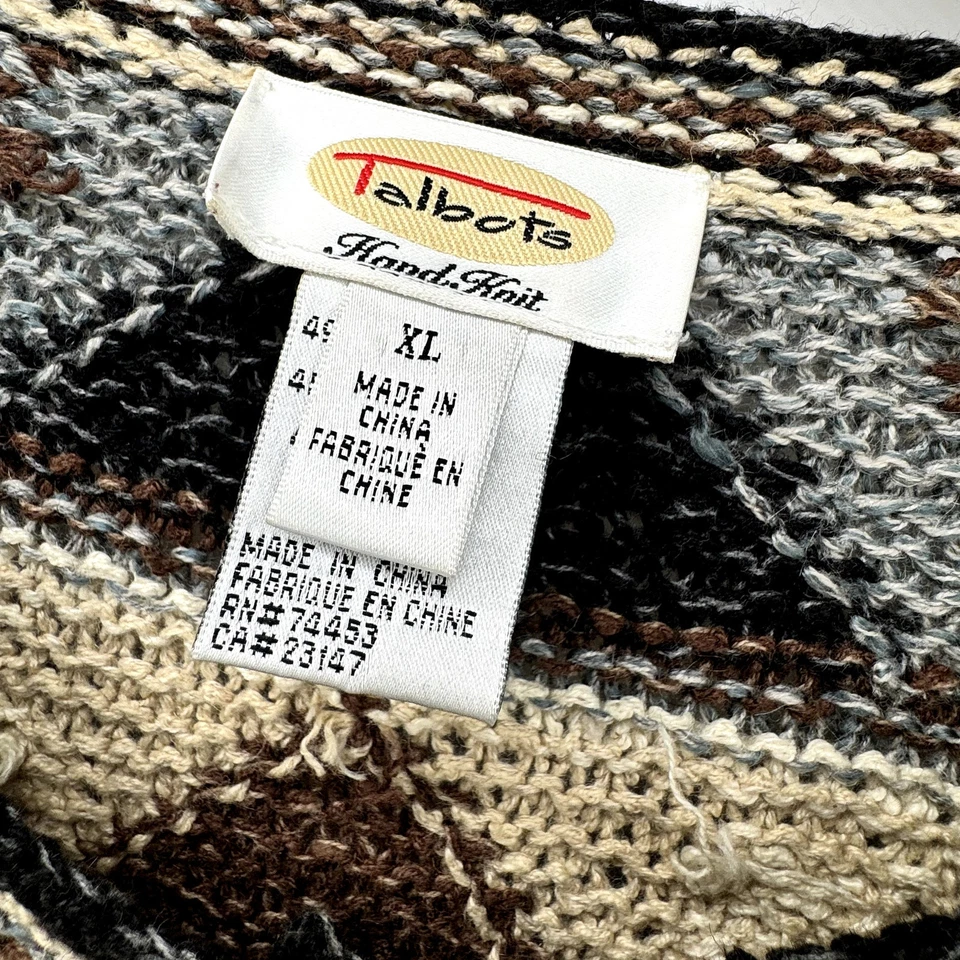 Talbots
Hand Knit
49
XL
MADE IN
CHINA
FABRIQUÈ EN
CHINE
MADE IN CHINA
FABRIQUE EN CHINE
RN# 74453
CA# 23147